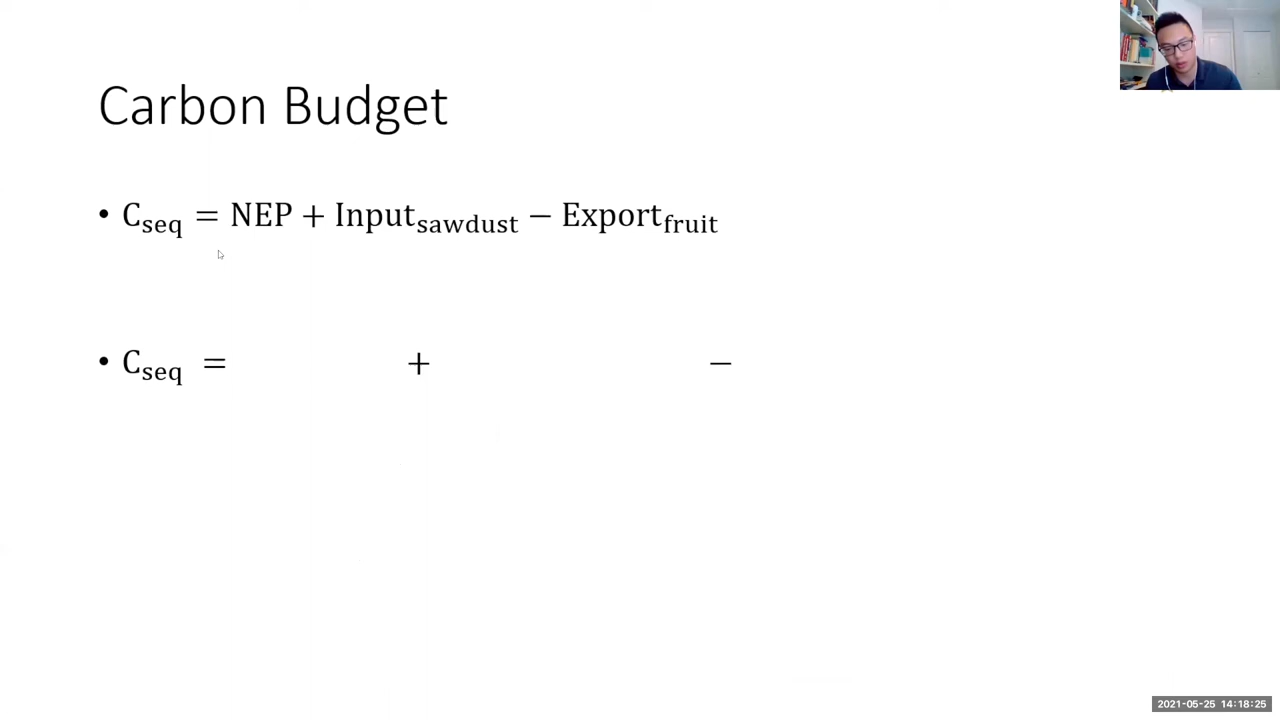 Carbon Budget
• C_seq = NEP + Input_sawdust − Export_fruit
• C_seq = + −
2021-05-25 14:18:25